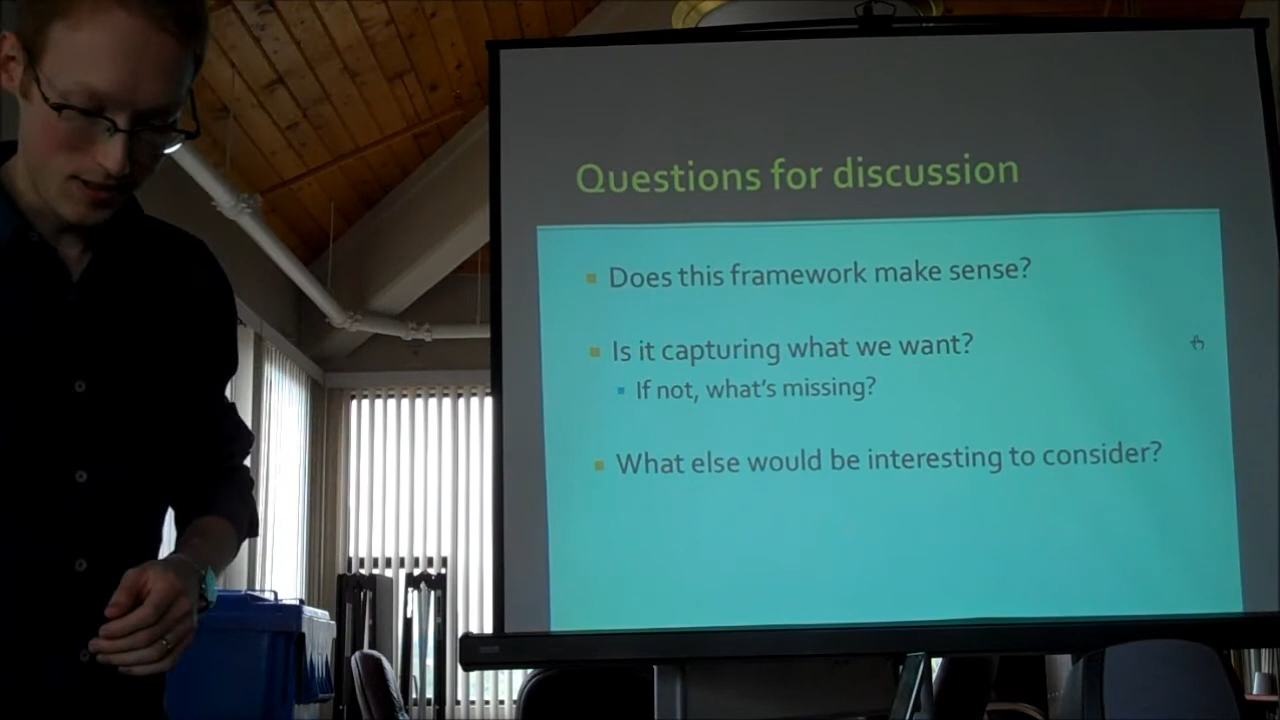 Questions for discussion
Does this framework make sense?
Is it capturing what we want?
If not, what's missing?
What else would be interesting to consider?